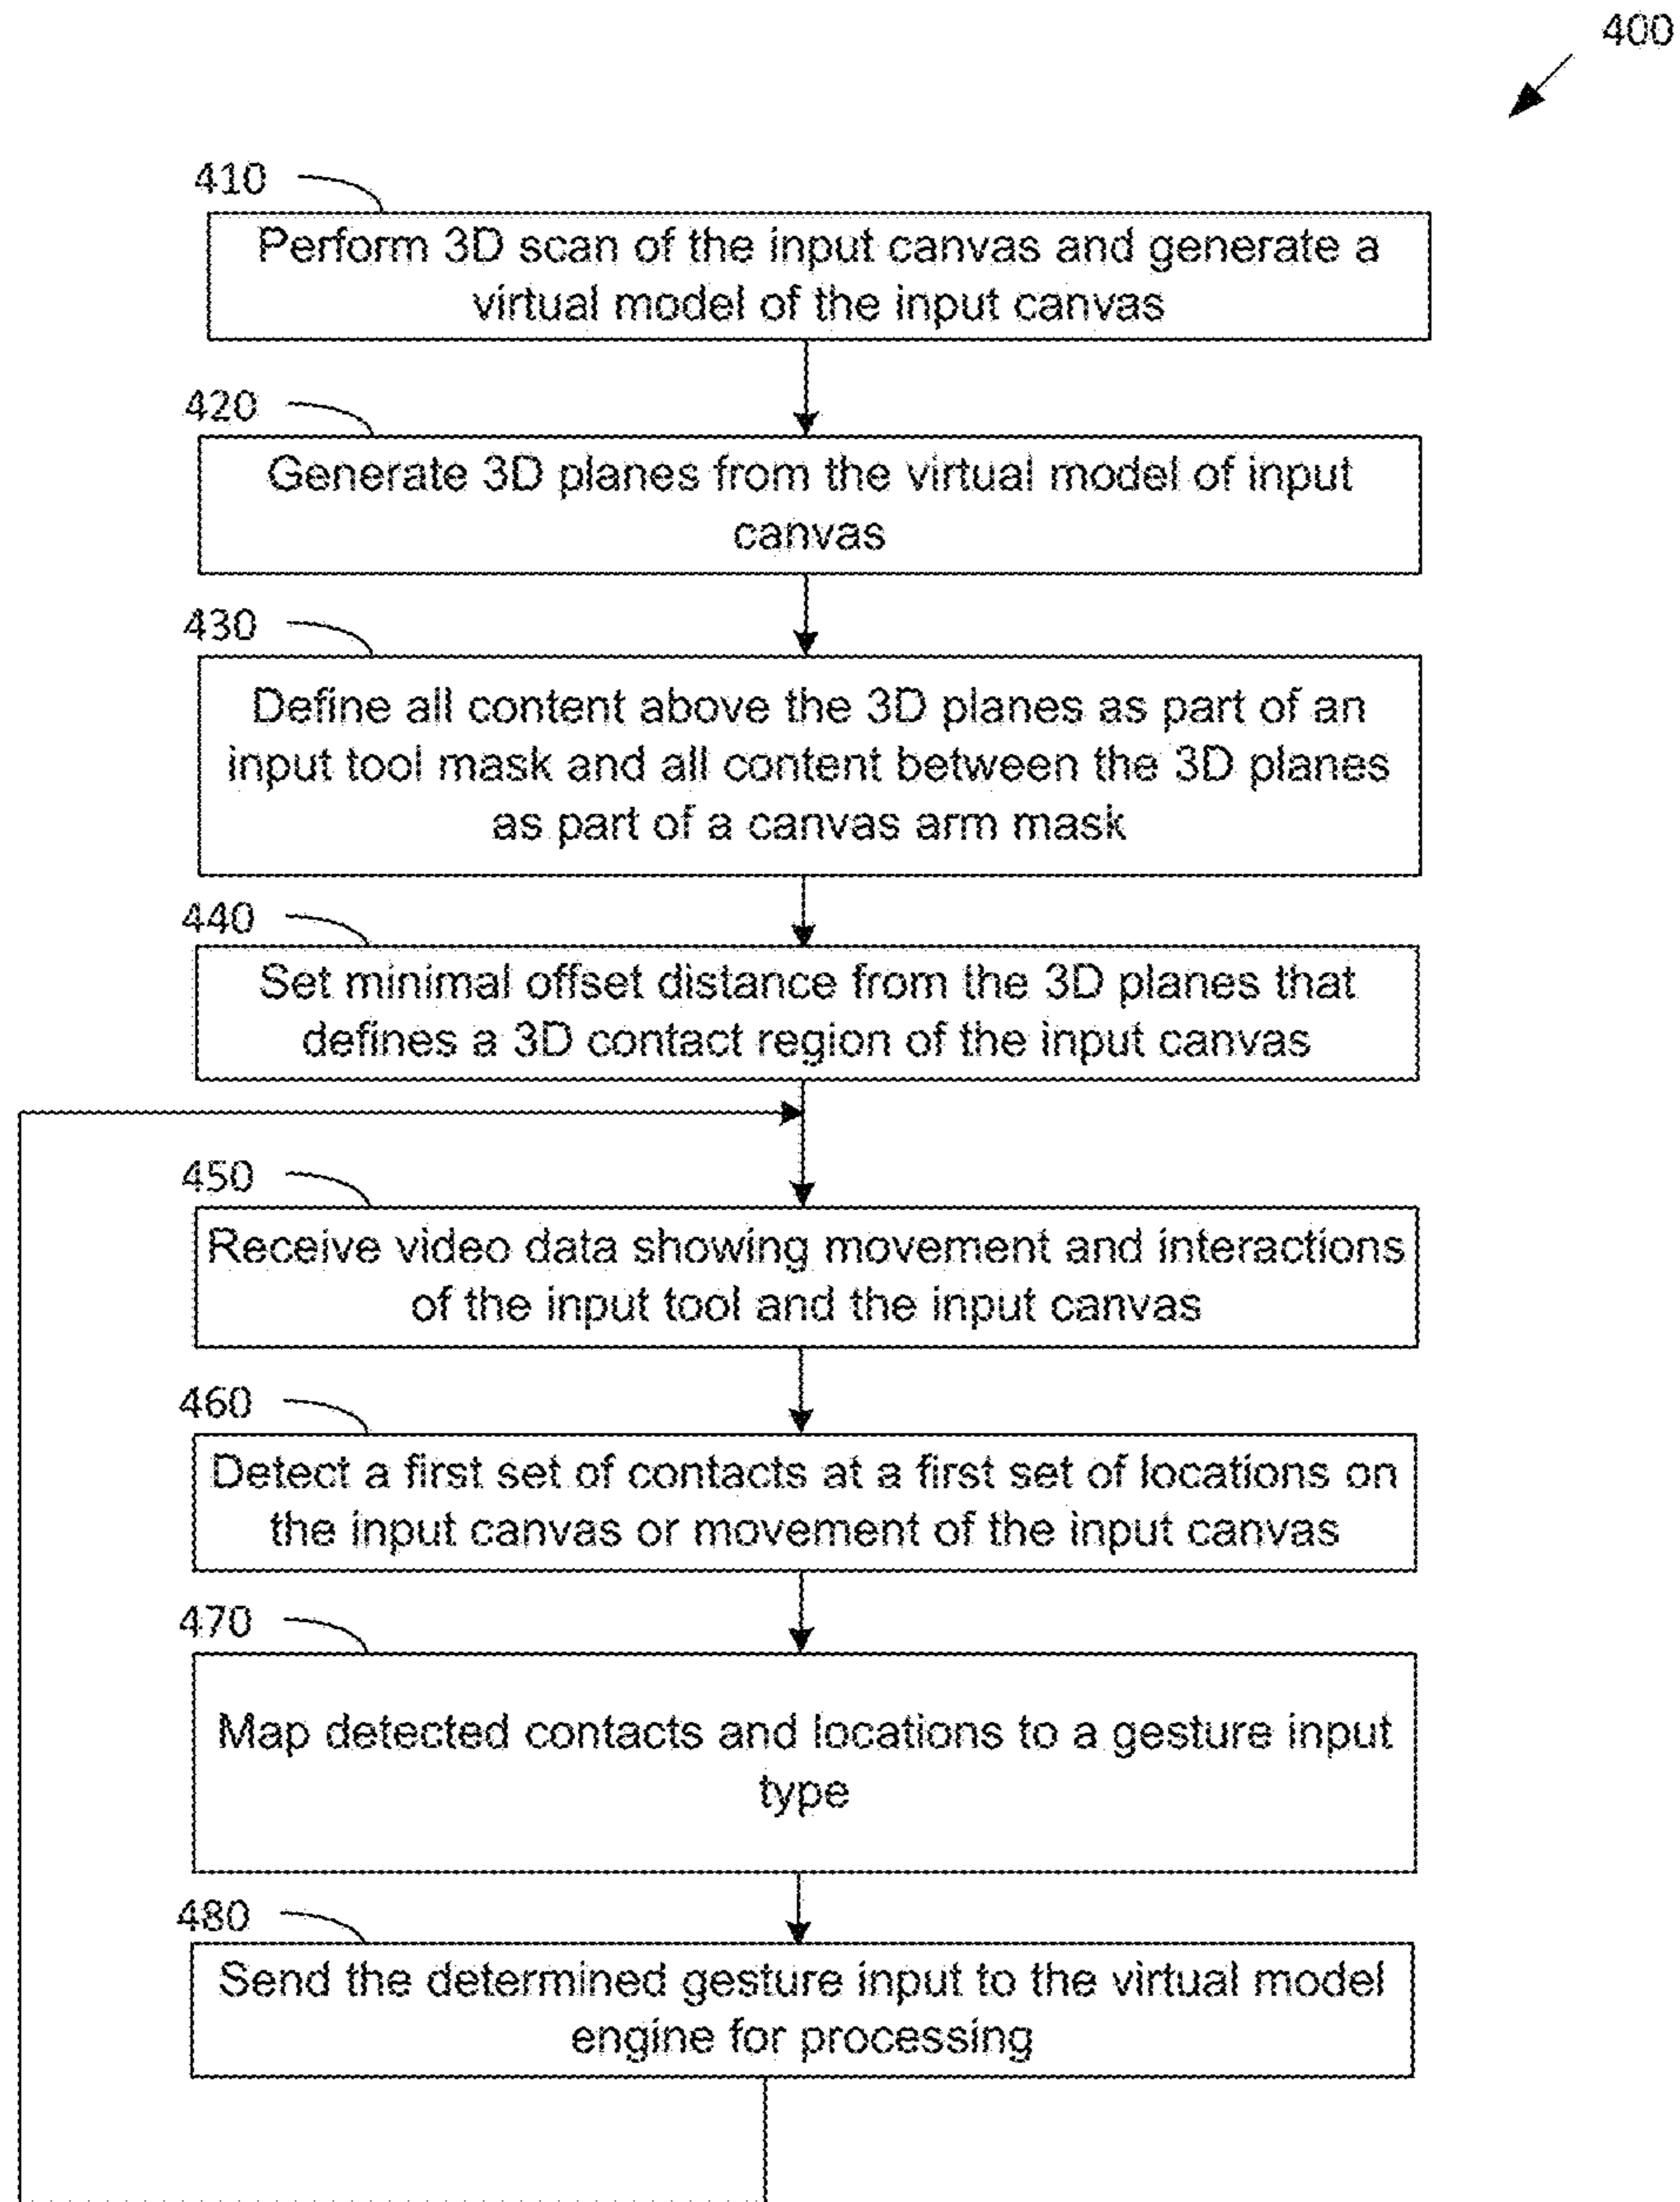 400
410
Perform 3D scan of the input canvas and generate a
virtual model of the input canvas
420
Generate 3D planes from the virtual model of input
canvas
430
Define all content above the 3D planes as part of an
input tool mask and all content between the 3D planes
as part of a canvas arm mask
440
Set minimal offset distance from the 3D planes that
defines a 3D contact region of the input canvas
450
Receive video data showing movement and interactions
of the input tool and the input canvas
460
Detect a first set of contacts at a first set of locations on
the input canvas or movement of the input canvas
470
Map detected contacts and locations to a gesture input
type
480
Send the determined gesture input to the virtual model
engine for processing